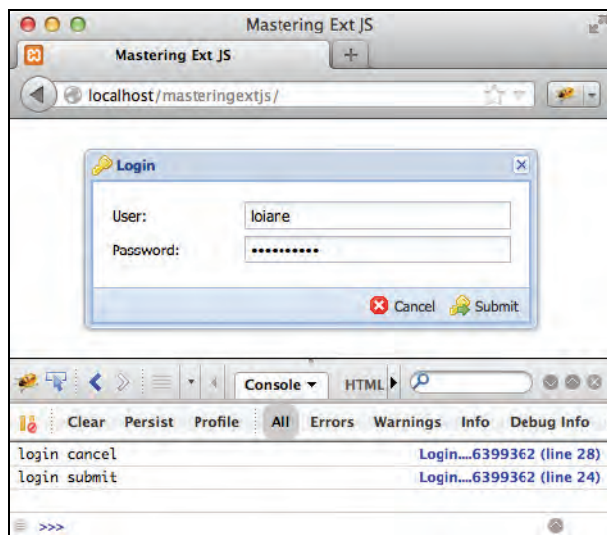 Mastering Ext JS
Mastering Ext JS
localhost/masteringextjs/
Login
User: loiane
Password: ••••••••••
Cancel Submit
Console HTML
Clear Persist Profile All Errors Warnings Info Debug Info
login cancel Login....6399362 (line 28)
login submit Login....6399362 (line 24)
>>>